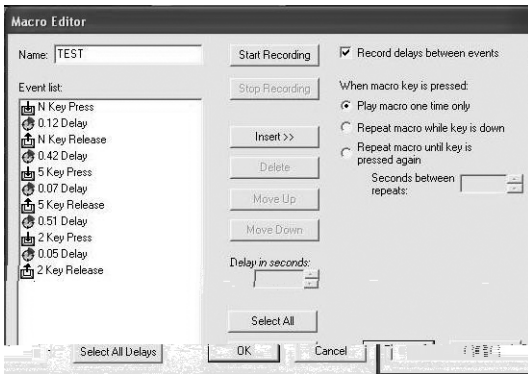 Macro Editor
Name: TEST
Start Recording
Record delays between events
Event list:
Stop Recording
When macro key is pressed:
N Key Press
0.12 Delay
N Key Release
0.42 Delay
5 Key Press
0.07 Delay
5 Key Release
0.51 Delay
2 Key Press
0.05 Delay
2 Key Release
Insert >>
Delete
Move Up
Move Down
Delay in seconds:
Select All
Play macro one time only
Repeat macro while key is down
Repeat macro until key is
pressed again
Seconds between
repeats:
Select All Delays
OK
Cancel